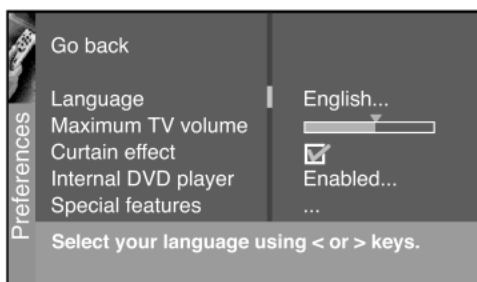 Preferences
Go back
Language English...
Maximum TV volume
Curtain effect
Internal DVD player Enabled...
Special features ...
Select your language using < or > keys.